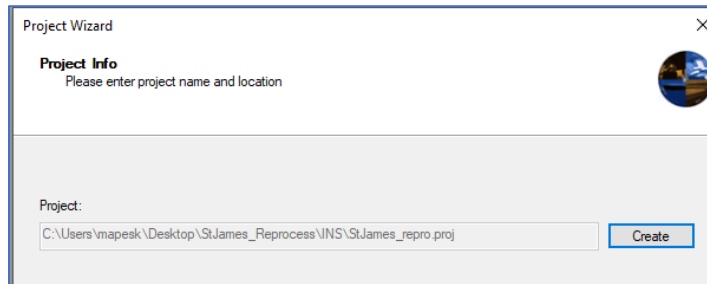 Project Wizard
Project Info
Please enter project name and location
Project:
C:\Users\mapesk\Desktop\StJames_Reprocess\INS\StJames_repro.proj
Create